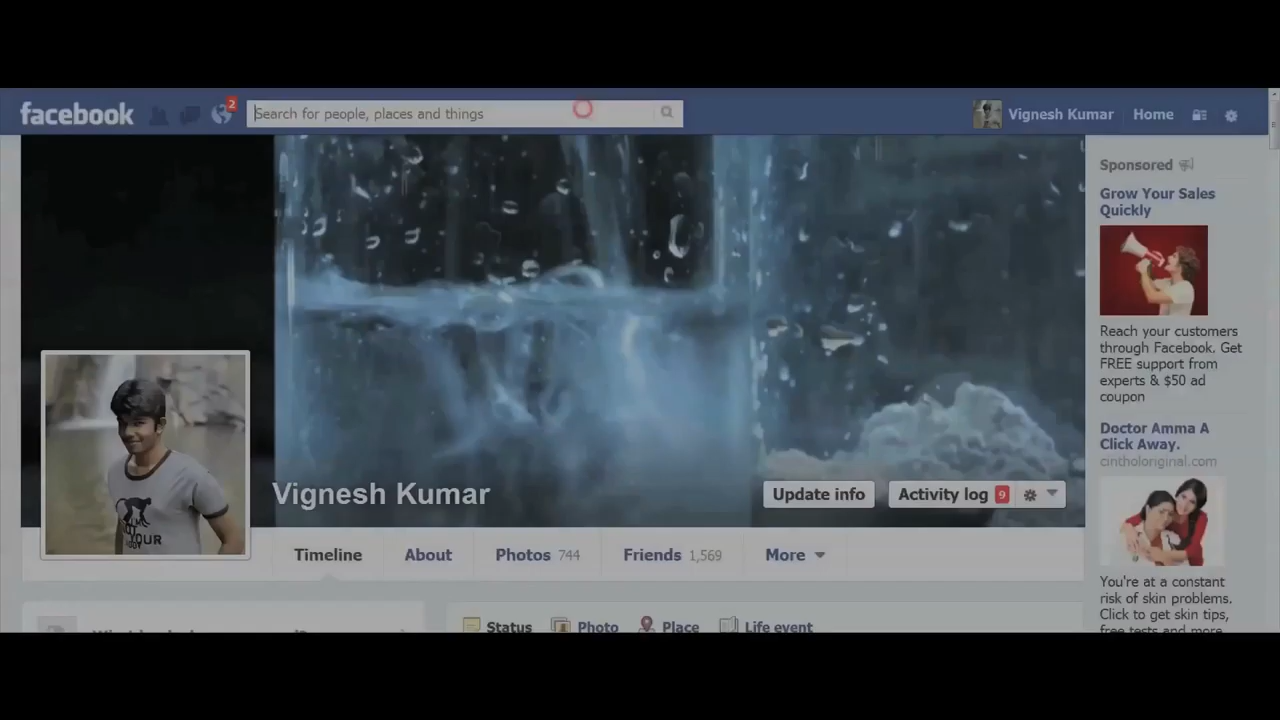 facebook
2
Search for people, places and things
Vignesh Kumar
Home
Sponsored
Grow Your Sales
Quickly
Reach your customers
through Facebook. Get
FREE support from
experts & $50 ad
coupon
Doctor Amma A
Click Away.
cintholoriginal.com
You're at a constant
risk of skin problems.
Click to get skin tips,
free tests and more
YOUR
Vignesh Kumar
Update info
Activity log 9
Timeline
About
Photos 744
Friends 1,569
More
Status
Photo
Place
Life event